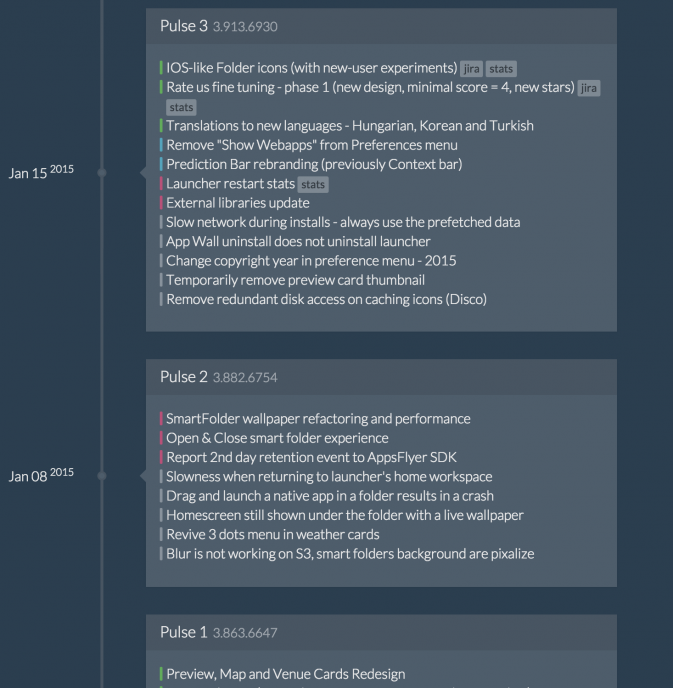 Pulse 3 3.913.6930
IOS-like Folder icons (with new-user experiments) jira stats
Rate us fine tuning - phase 1 (new design, minimal score = 4, new stars) jira
stats
Translations to new languages - Hungarian, Korean and Turkish
Remove "Show Webapps" from Preferences menu
Prediction Bar rebranding (previously Context bar)
Jan 15 2015
Launcher restart stats stats
External libraries update
Slow network during installs - always use the prefetched data
App Wall uninstall does not uninstall launcher
Change copyright year in preference menu - 2015
Temporarily remove preview card thumbnail
Remove redundant disk access on caching icons (Disco)
Pulse 2 3.882.6754
SmartFolder wallpaper refactoring and performance
Open & Close smart folder experience
Report 2nd day retention event to AppsFlyer SDK
Jan 08 2015
Slowness when returning to launcher's home workspace
Drag and launch a native app in a folder results in a crash
Homescreen still shown under the folder with a live wallpaper
Revive 3 dots menu in weather cards
Blur is not working on S3, smart folders background are pixalize
Pulse 1 3.863.6647
Preview, Map and Venue Cards Redesign